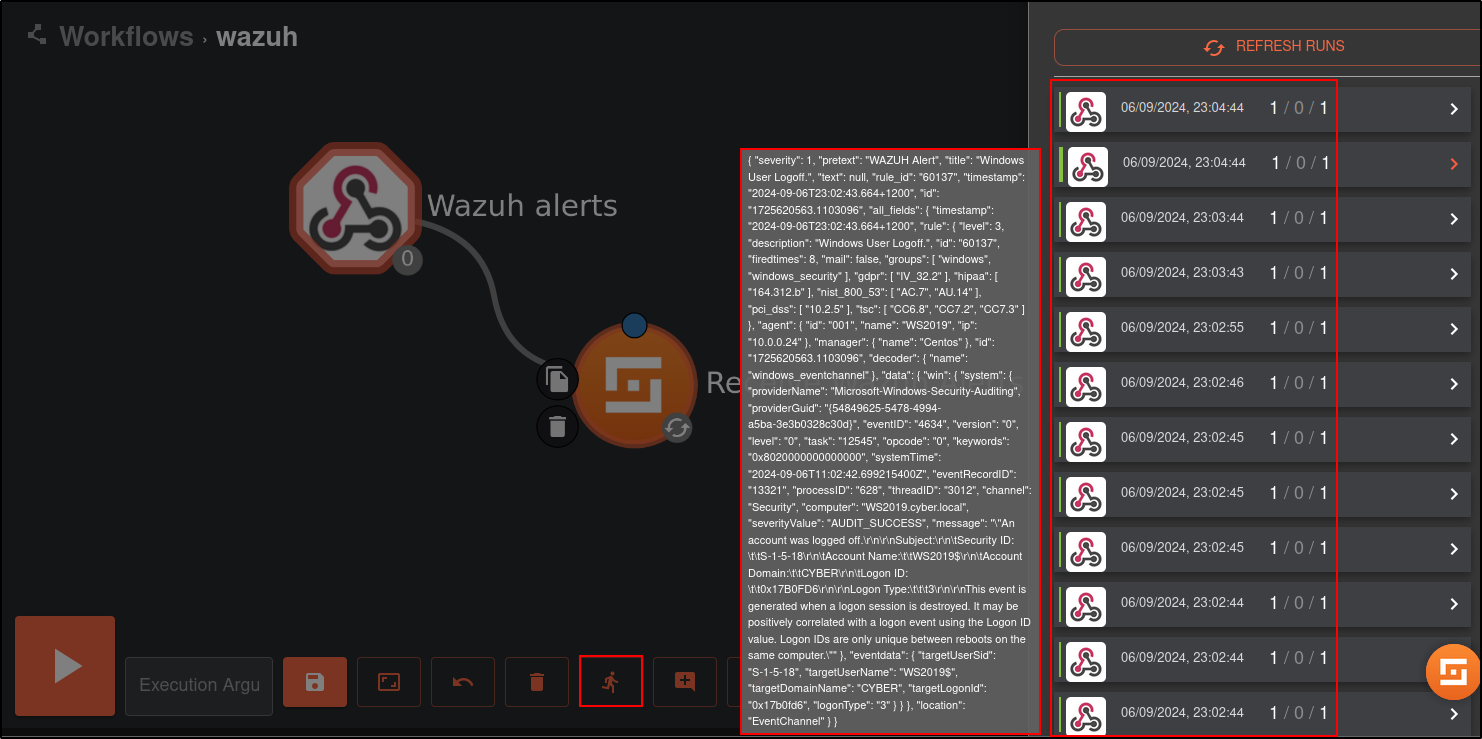 Workflows › wazuh
Wazuh alerts
0
Execution Argu
{ "severity": 1, "pretext": "WAZUH Alert", "title": "Windows
User Logoff.", "text": null, "rule_id": "60137", "timestamp":
"2024-09-06T23:02:43.664+1200", "id":
"1725620563.1103096", "all_fields": { "timestamp":
"2024-09-06T23:02:43.664+1200", "rule": { "level": 3,
"description": "Windows User Logoff.", "id": "60137",
"firedtimes": 8, "mail": false, "groups": [ "windows",
"windows_security" ], "gdpr": [ "IV_32.2" ], "hipaa": [
"164.312.b" ], "nist_800_53": [ "AC.7", "AU.14" ],
"pci_dss": [ "10.2.5" ], "tsc": [ "CC6.8", "CC7.2", "CC7.3" ]
}, "agent": { "id": "001", "name": "WS2019", "ip":
"10.0.0.24" }, "manager": { "name": "Centos" }, "id":
"1725620563.1103096", "decoder": { "name":
"windows_eventchannel" }, "data": { "win": { "system": {
"providerName": "Microsoft-Windows-Security-Auditing",
"providerGuid": "{54849625-5478-4994-
a5ba-3e3b0328c30d}", "eventID": "4634", "version": "0",
"level": "0", "task": "12545", "opcode": "0", "keywords":
"0x8020000000000000", "systemTime":
"2024-09-06T11:02:42.699215400Z", "eventRecordID":
"13321", "processID": "628", "threadID": "3012", "channel":
"Security", "computer": "WS2019.cyber.local",
"severityValue": "AUDIT_SUCCESS", "message": "\"An
account was logged off.\r\n\r\nSubject:\r\n\tSecurity ID:
\t\tS-1-5-18\r\n\tAccount Name:\t\tWS2019$\r\n\tAccount
Domain:\t\tCYBER\r\n\tLogon ID:
\t\t0x17B0FD6\r\n\r\nLogon Type:\t\t\t3\r\n\r\nThis event is
generated when a logon session is destroyed. It may be
positively correlated with a logon event using the Logon ID
value. Logon IDs are only unique between reboots on the
same computer.\"" }, "eventdata": { "targetUserSid":
"S-1-5-18", "targetUserName": "WS2019$",
"targetDomainName": "CYBER", "targetLogonId":
"0x17b0fd6", "logonType": "3" } } }, "location":
"EventChannel" } }
REFRESH RUNS
06/09/2024, 23:04:44 1 / 0 / 1
06/09/2024, 23:04:44 1 / 0 / 1
06/09/2024, 23:03:44 1 / 0 / 1
06/09/2024, 23:03:43 1 / 0 / 1
06/09/2024, 23:02:55 1 / 0 / 1
06/09/2024, 23:02:46 1 / 0 / 1
06/09/2024, 23:02:45 1 / 0 / 1
06/09/2024, 23:02:45 1 / 0 / 1
06/09/2024, 23:02:45 1 / 0 / 1
06/09/2024, 23:02:44 1 / 0 / 1
06/09/2024, 23:02:44 1 / 0 / 1
06/09/2024, 23:02:44 1 / 0 / 1